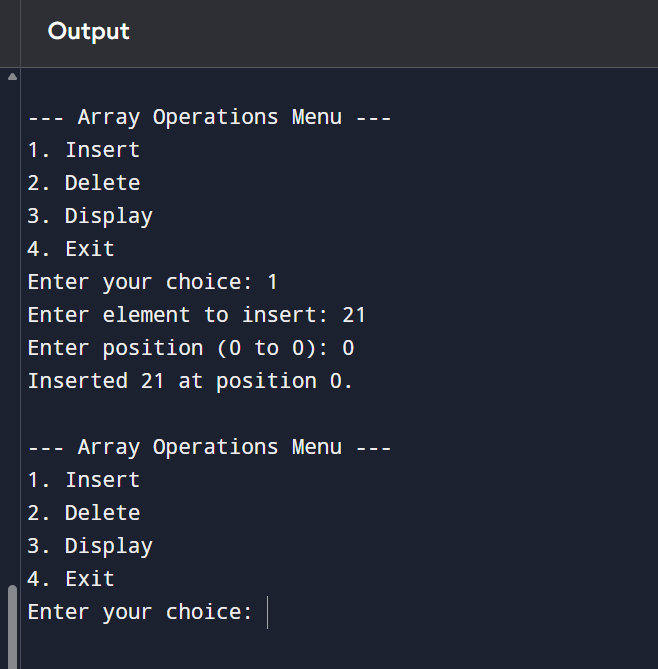 Output
--- Array Operations Menu ---
1. Insert
2. Delete
3. Display
4. Exit
Enter your choice: 1
Enter element to insert: 21
Enter position (0 to 0): 0
Inserted 21 at position 0.
--- Array Operations Menu ---
1. Insert
2. Delete
3. Display
4. Exit
Enter your choice: